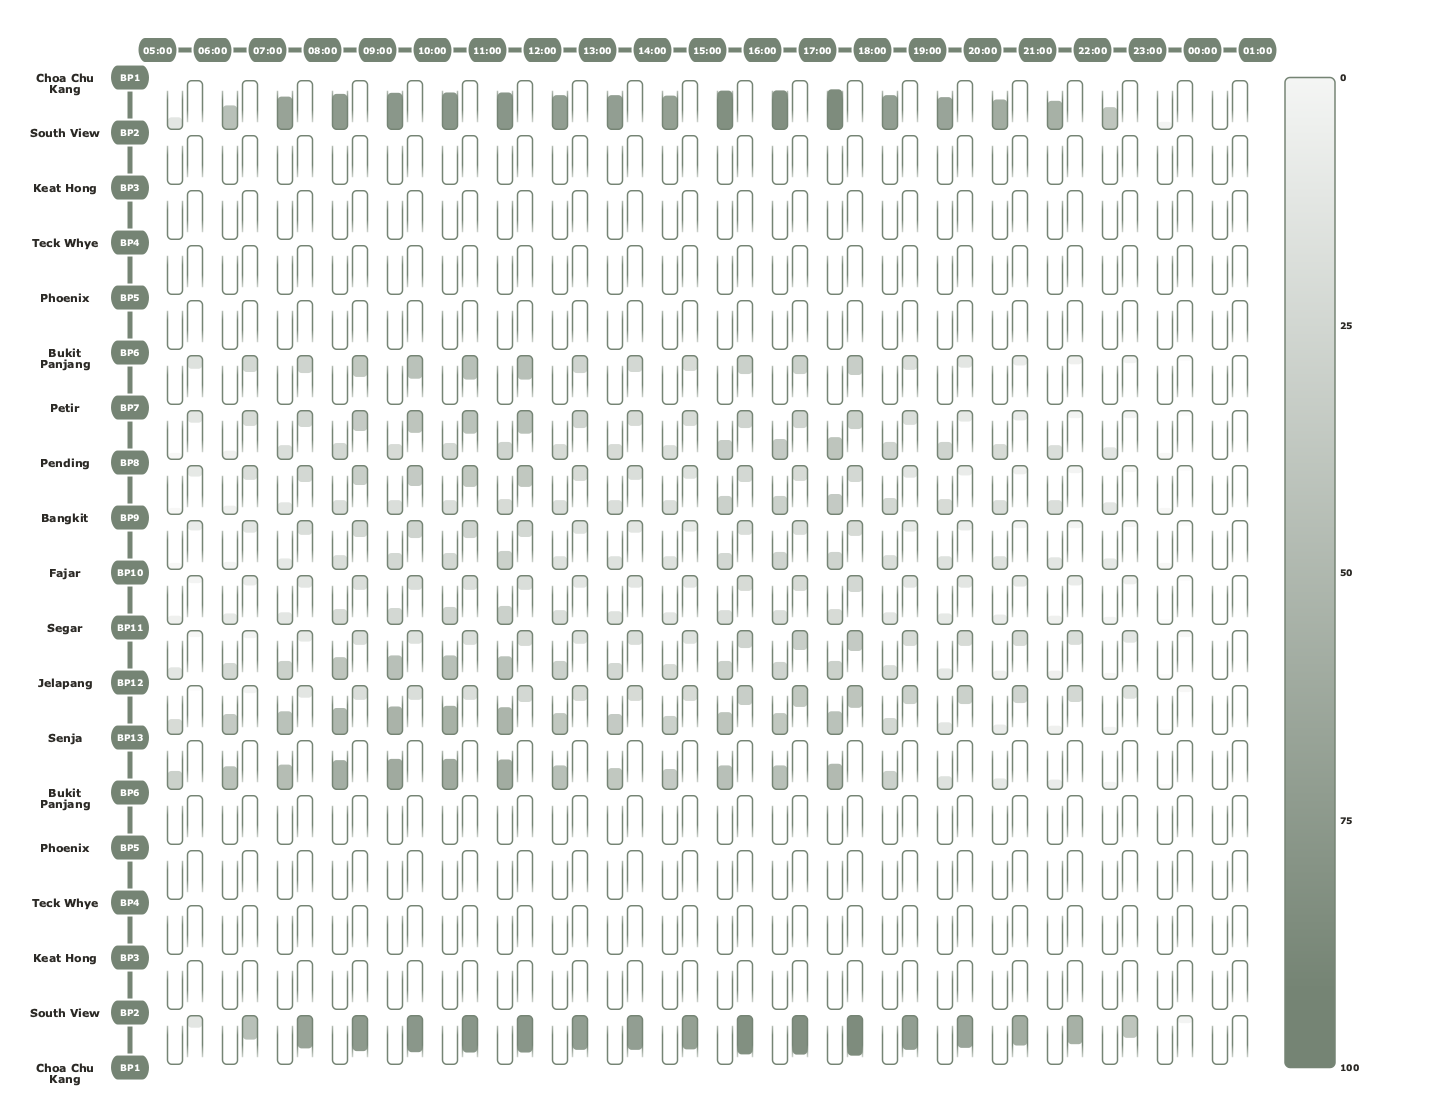 05:00 06:00 07:00 08:00 09:00 10:00 11:00 12:00 13:00 14:00 15:00 16:00 17:00 18:00 19:00 20:00 21:00 22:00 23:00 00:00 01:00
Choa Chu
Kang
BP1
South View BP2
Keat Hong BP3
Teck Whye BP4
Phoenix BP5
Bukit
Panjang
BP6
Petir BP7
Pending BP8
Bangkit BP9
Fajar BP10
Segar BP11
Jelapang BP12
Senja BP13
Bukit
Panjang
BP6
Phoenix BP5
Teck Whye BP4
Keat Hong BP3
South View BP2
Choa Chu
Kang
BP1
0
25
50
75
100